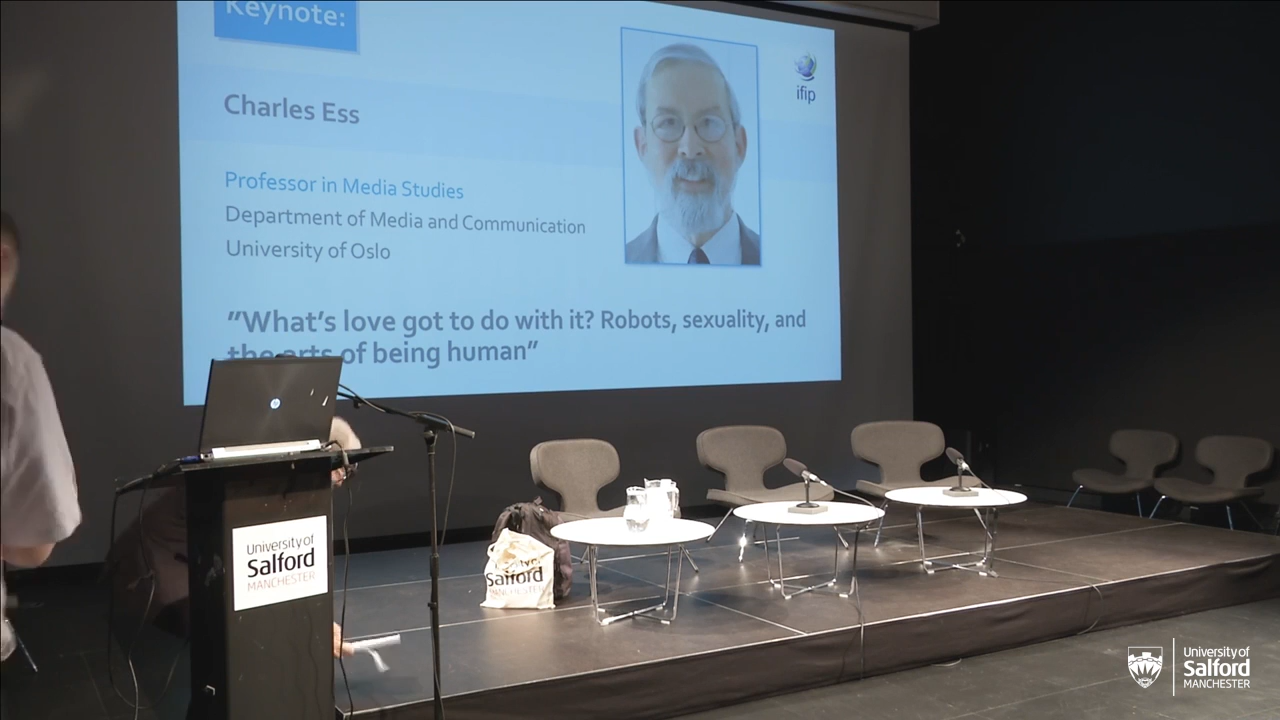 Keynote:
Charles Ess
ifip
Professor in Media Studies
Department of Media and Communication
University of Oslo
”What’s love got to do with it? Robots, sexuality, and
the arts of being human”
University of
Salford
MANCHESTER
Salford
University of
Salford
MANCHESTER